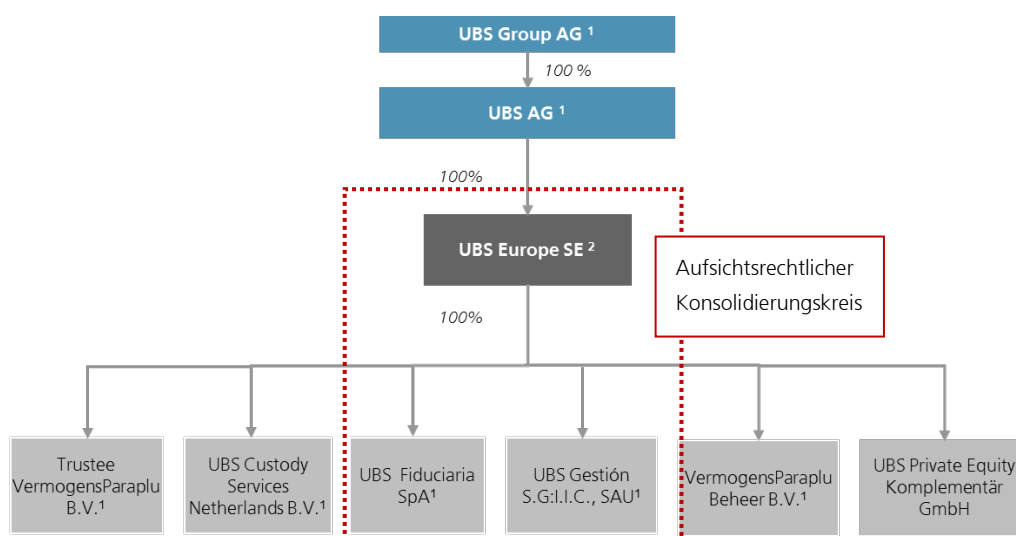 UBS Group AG ¹
100 %
UBS AG ¹
100%
UBS Europe SE ²
Aufsichtsrechtlicher
Konsolidierungskreis
100%
Trustee
VermogensParaplu
B.V.¹
UBS Custody
Services
Netherlands B.V.¹
UBS Fiduciaria
SpA¹
UBS Gestión
S.G:I.I.C., SAU¹
VermogensParaplu
Beheer B.V.¹
UBS Private Equity
Komplementär
GmbH